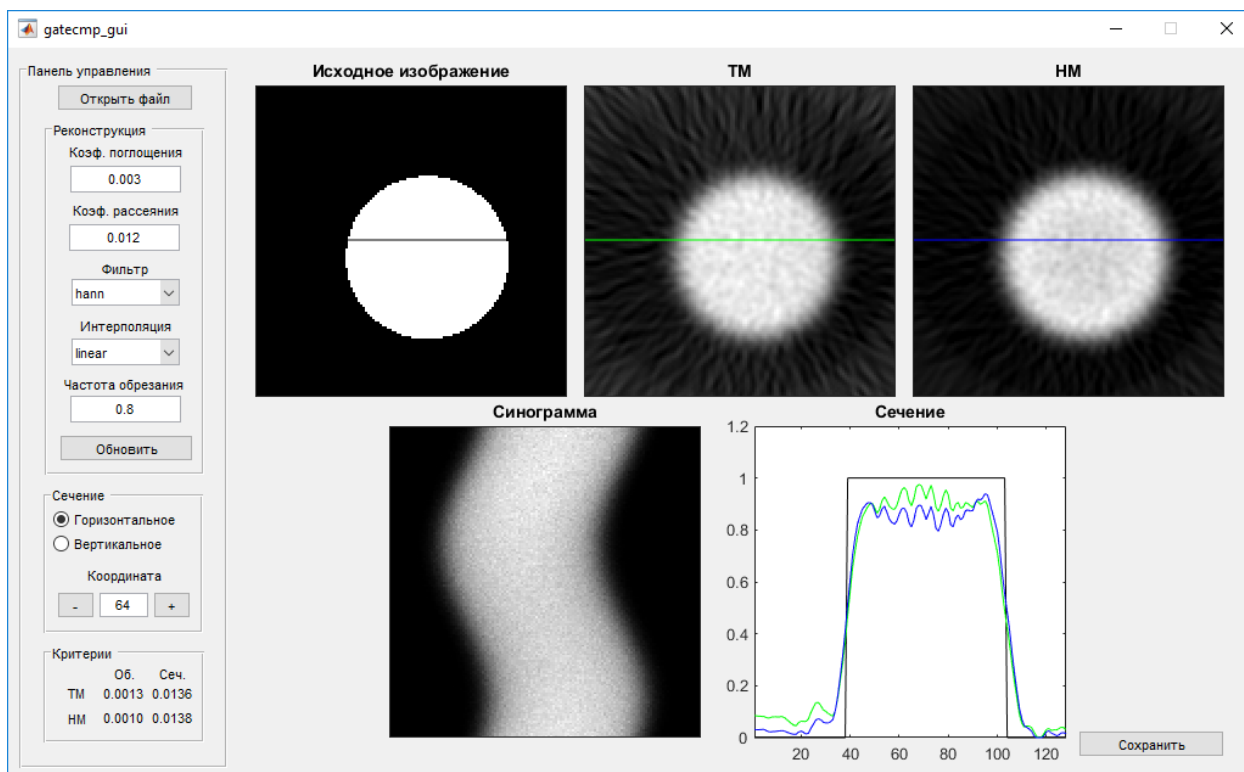 gatecmp_gui
Панель управления
Открыть файл
Реконструкция
Коэф. поглощения
0.003
Коэф. рассеяния
0.012
Фильтр
hann
Интерполяция
linear
Частота обрезания
0.8
Обновить
Сечение
Горизонтальное
Вертикальное
Координата
- 64 +
Критерии
Об. Сеч.
ТМ 0.0013 0.0136
НМ 0.0010 0.0138
Исходное изображение
ТМ
НМ
Синограмма
Сечение
1.2
1
0.8
0.6
0.4
0.2
0
20 40 60 80 100 120
Сохранить